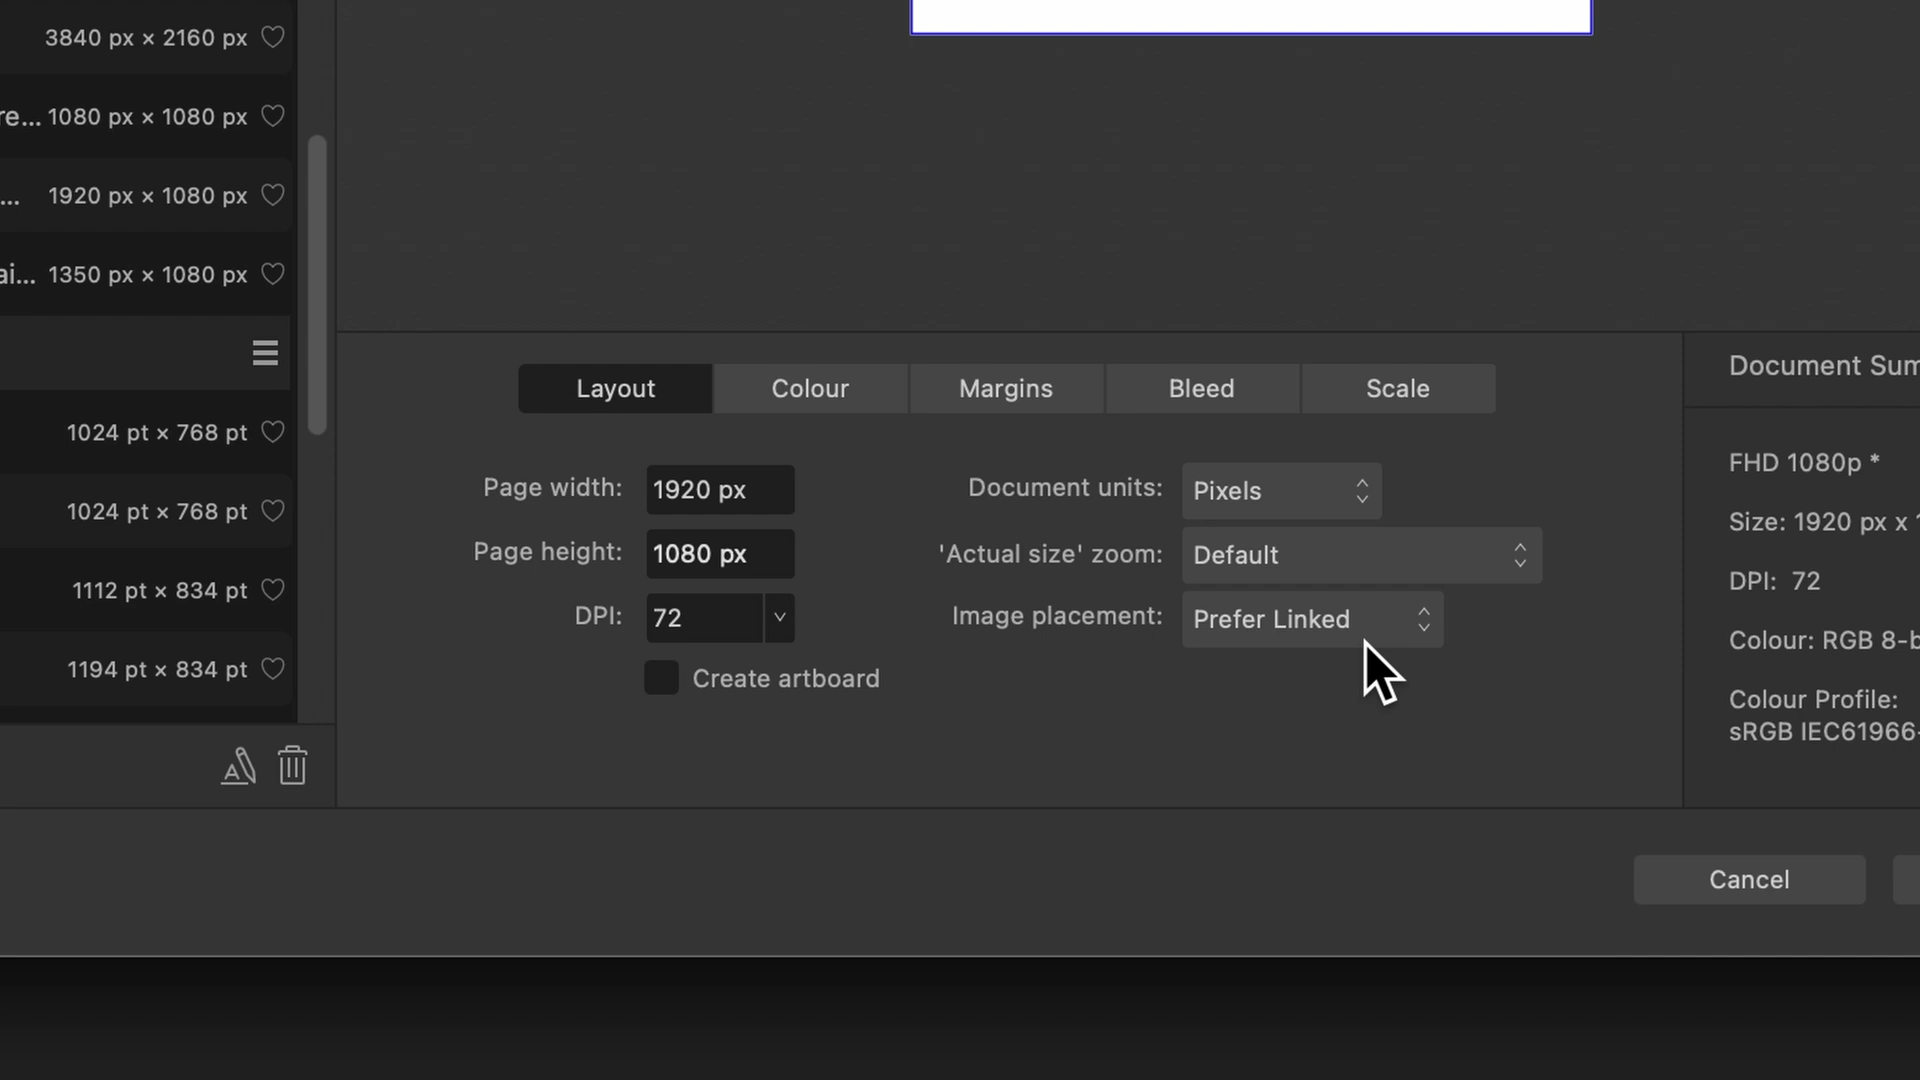 3840 px × 2160 px
re... 1080 px × 1080 px
... 1920 px × 1080 px
ai... 1350 px × 1080 px
1024 pt × 768 pt
1024 pt × 768 pt
1112 pt × 834 pt
1194 pt × 834 pt
Layout Colour Margins Bleed Scale
Page width: 1920 px
Page height: 1080 px
DPI: 72
Create artboard
Document units: Pixels
'Actual size' zoom: Default
Image placement: Prefer Linked
Document Sum
FHD 1080p *
Size: 1920 px x 1
DPI: 72
Colour: RGB 8-b
Colour Profile:
sRGB IEC61966-
Cancel